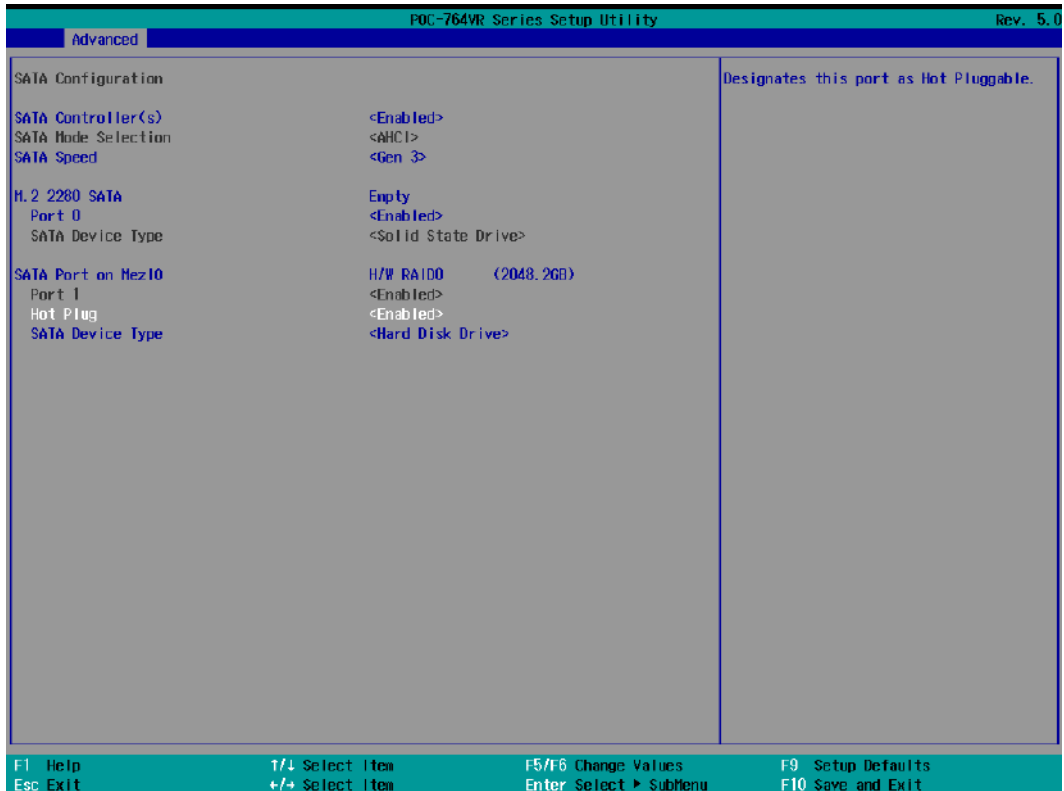 POC-764VR Series Setup Utility Rev. 5.0
Advanced
SATA Configuration Designates this port as Hot Pluggable.
SATA Controller(s) <Enabled>
SATA Mode Selection <AHCI>
SATA Speed <Gen 3>
M.2 2280 SATA Empty
Port 0 <Enabled>
SATA Device Type <Solid State Drive>
SATA Port on MezIO H/W RAID0 (2048.2GB)
Port 1 <Enabled>
Hot Plug <Enabled>
SATA Device Type <Hard Disk Drive>
F1 Help ↑/↓ Select Item F5/F6 Change Values F9 Setup Defaults
Esc Exit ←/→ Select Item Enter Select ▶ SubMenu F10 Save and Exit